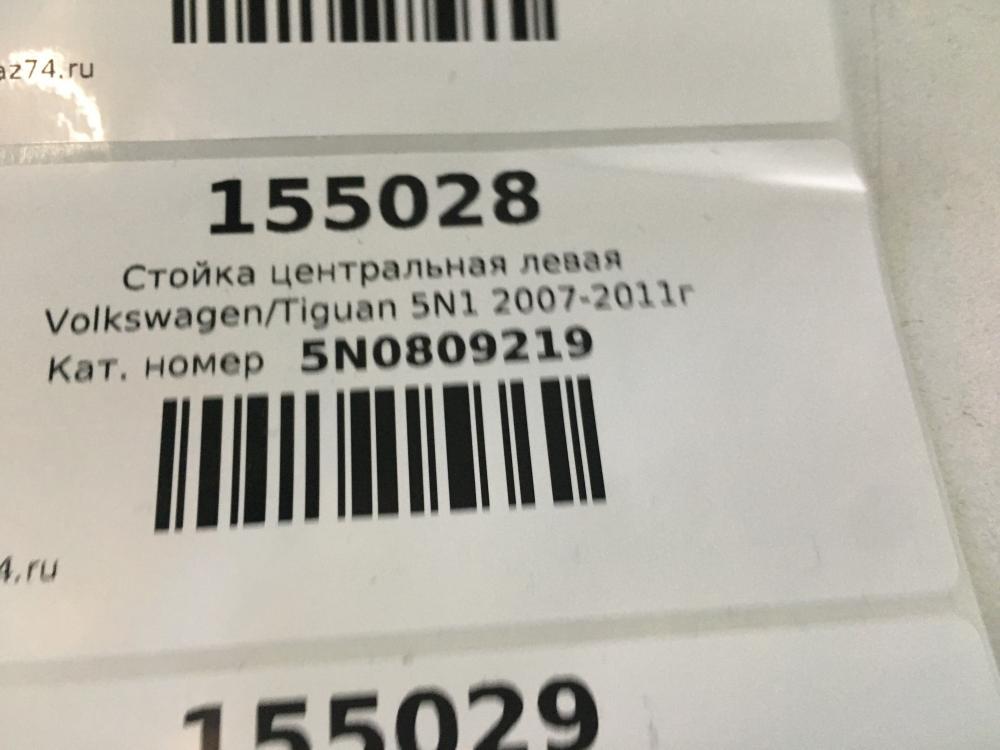 az74.ru
155028
Стойка центральная левая
Volkswagen/Tiguan 5N1 2007-2011г
Кат. номер 5N0809219
4.ru
155029